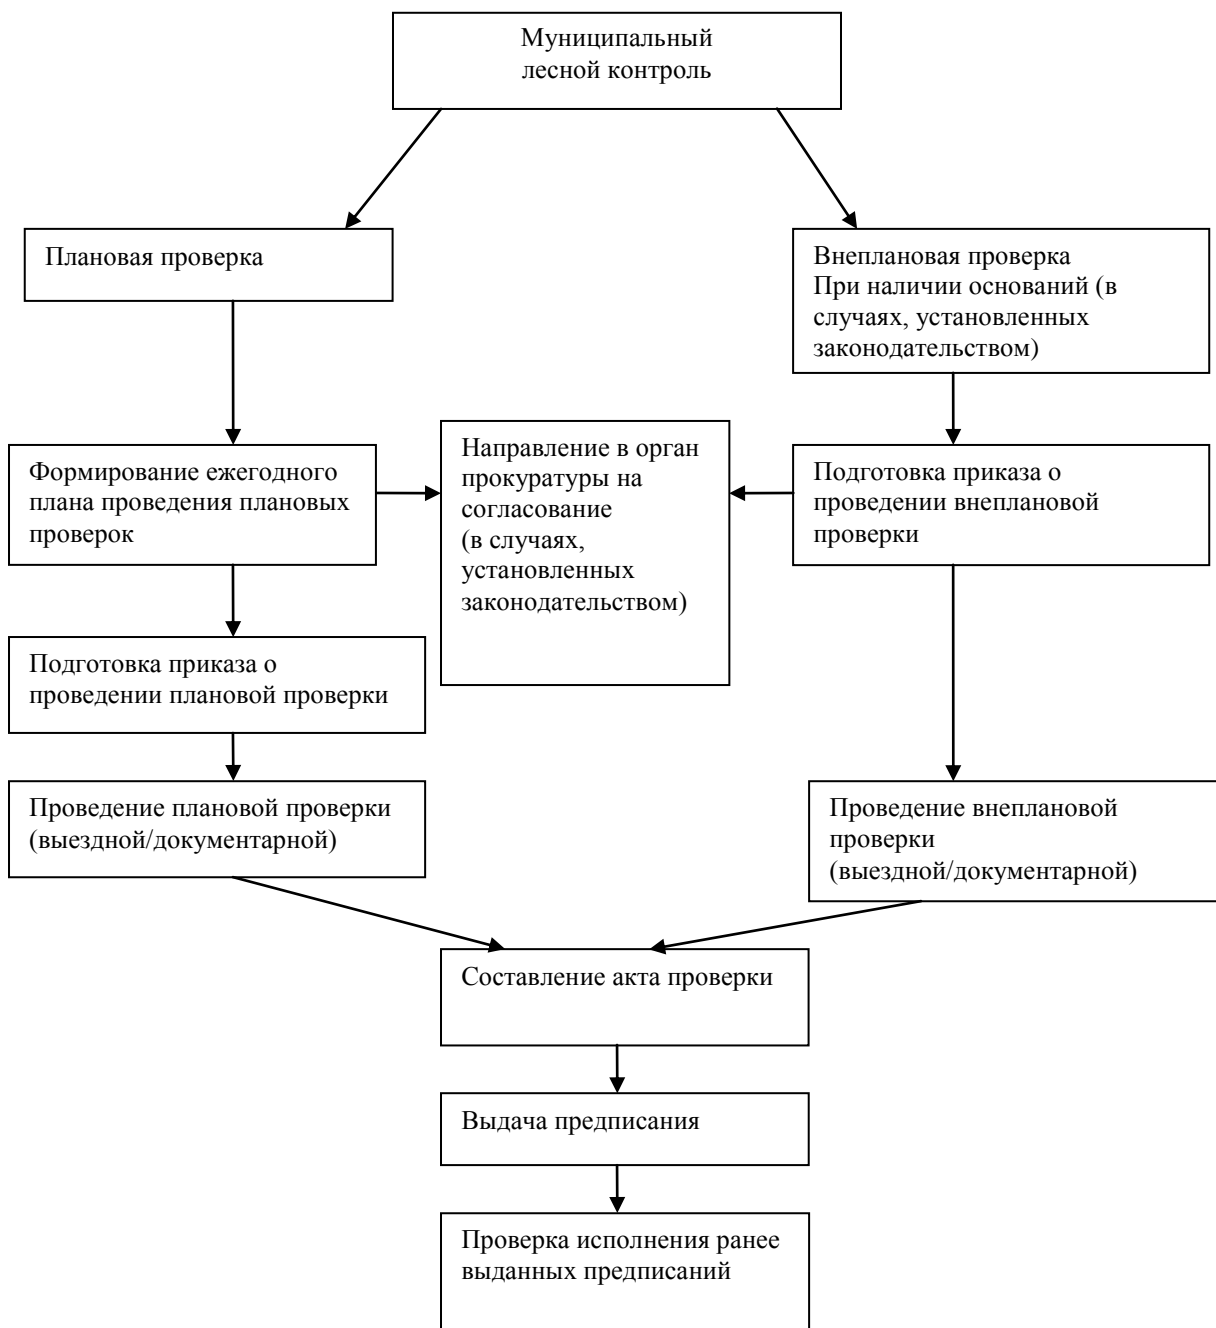 Муниципальный
лесной контроль
Плановая проверка
Внеплановая проверка
При наличии оснований (в
случаях, установленных
законодательством)
Формирование ежегодного
плана проведения плановых
проверок
Направление в орган
прокуратуры на
согласование
(в случаях,
установленных
законодательством)
Подготовка приказа о
проведении внеплановой
проверки
Подготовка приказа о
проведении плановой проверки
Проведение плановой проверки
(выездной/документарной)
Проведение внеплановой
проверки
(выездной/документарной)
Составление акта проверки
Выдача предписания
Проверка исполнения ранее
выданных предписаний